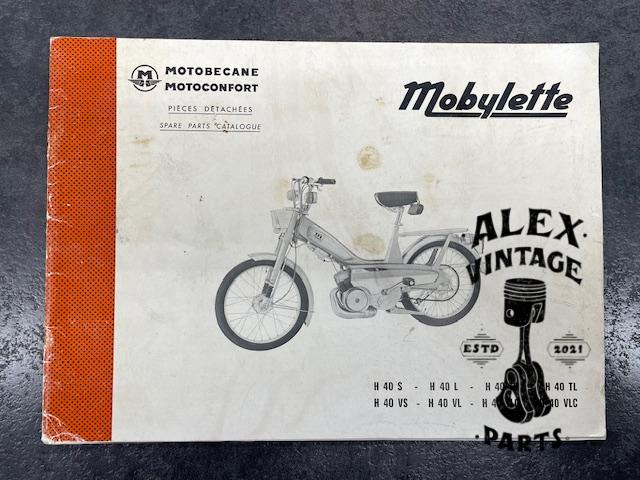 M
MOTOBECANE
MOTOCONFORT
PIÈCES DÉTACHÉES
SPARE PARTS CATALOGUE
Mobylette
ALEX
VINTAGE
ESTD 2021
PARTS
H 40 S - H 40 L - H 40 - H 40 TL
H 40 VS - H 40 VL - H 40 VLC